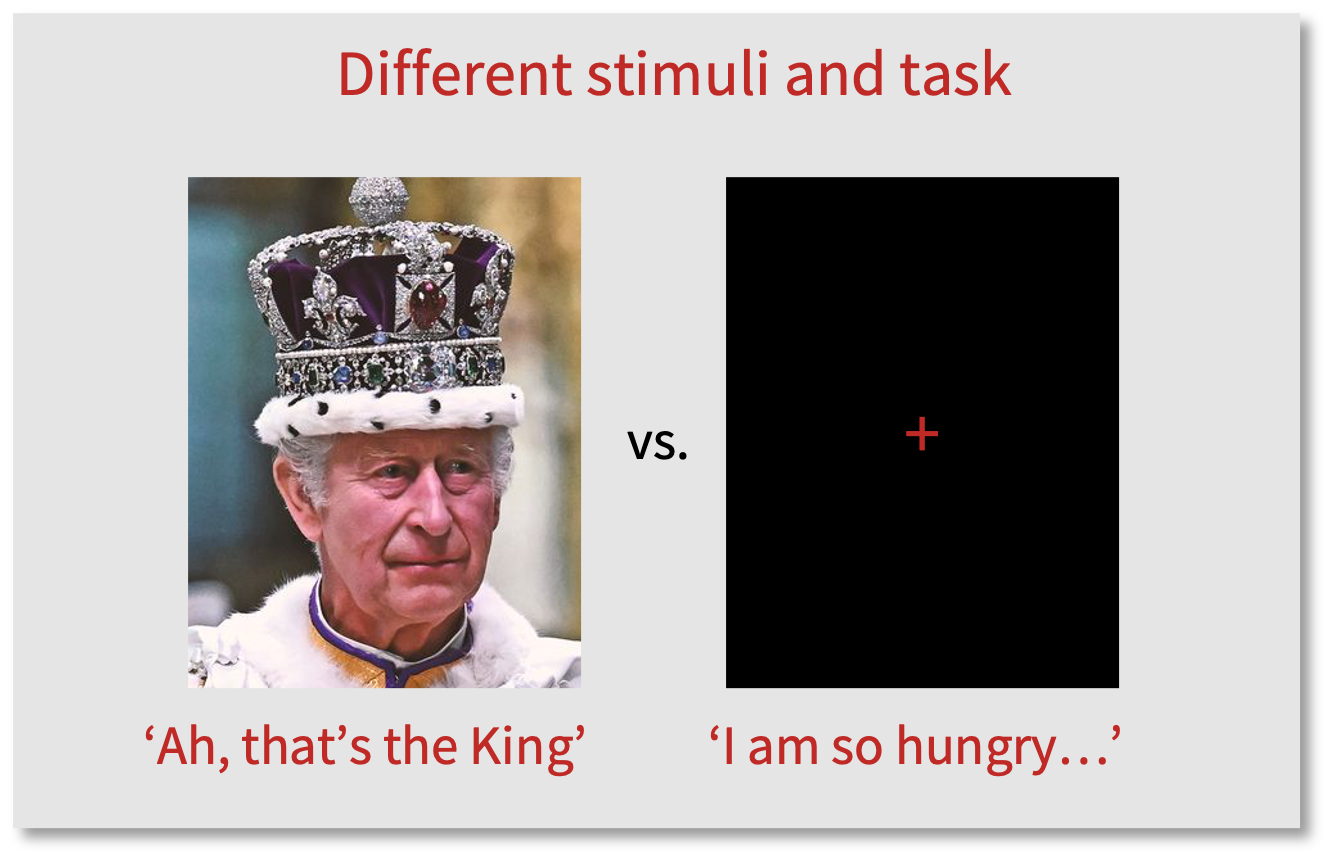 Different stimuli and task
vs.
‘Ah, that’s the King’
‘I am so hungry…’